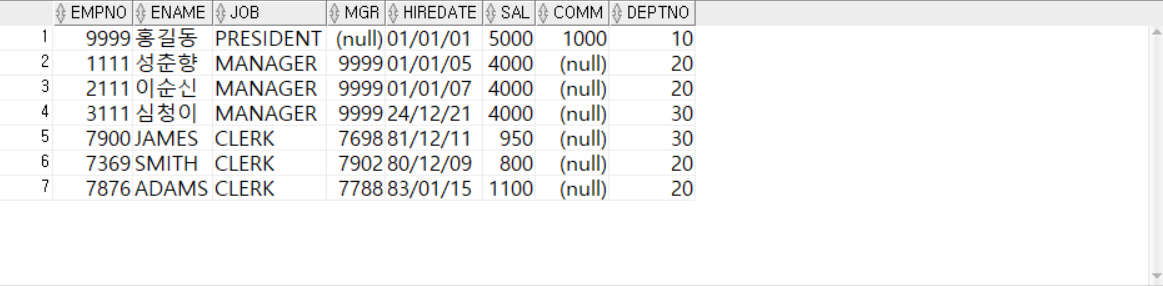 EMPNO ENAME JOB MGR HIREDATE SAL COMM DEPTNO
1 9999 홍길동 PRESIDENT (null) 01/01/01 5000 1000 10
2 1111 성춘향 MANAGER 9999 01/01/05 4000 (null) 20
3 2111 이순신 MANAGER 9999 01/01/07 4000 (null) 20
4 3111 심청이 MANAGER 9999 24/12/21 4000 (null) 30
5 7900 JAMES CLERK 7698 81/12/11 950 (null) 30
6 7369 SMITH CLERK 7902 80/12/09 800 (null) 20
7 7876 ADAMS CLERK 7788 83/01/15 1100 (null) 20